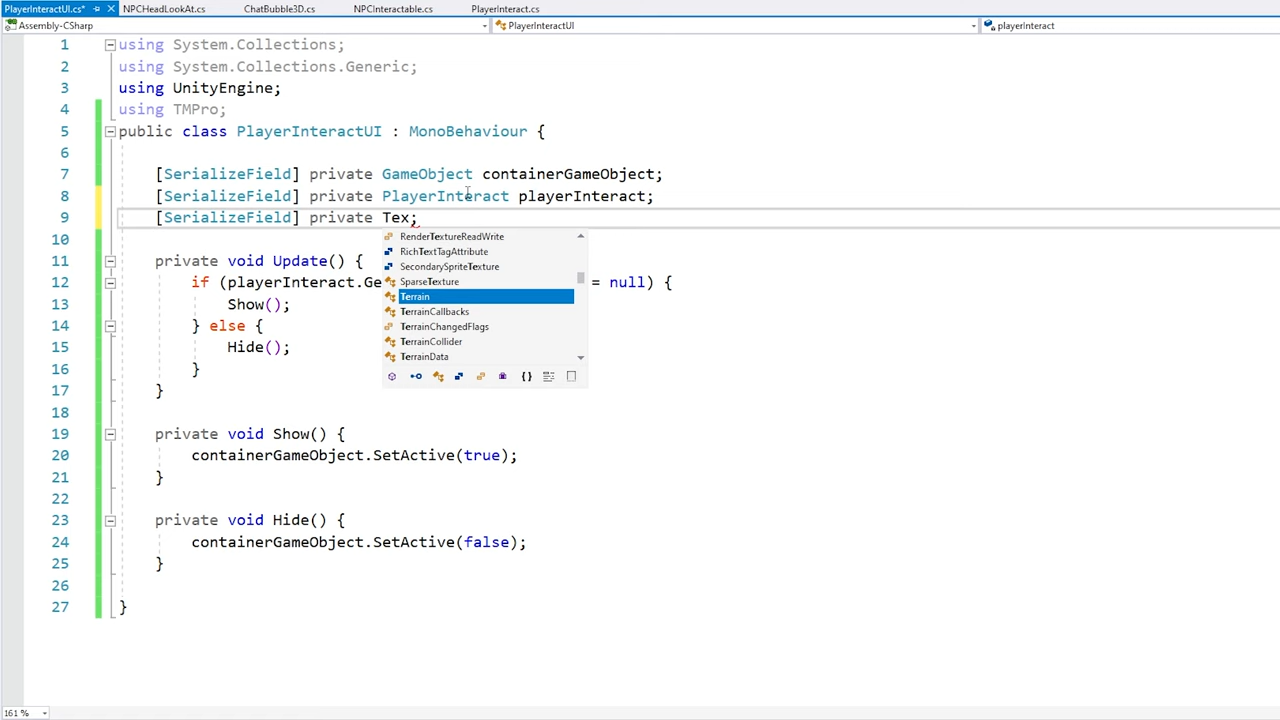 PlayerInteractUI.cs* NPCHeadLookAt.cs ChatBubble3D.cs NPCInteractable.cs PlayerInteract.cs
Assembly-CSharp PlayerInteractUI playerInteract
1 using System.Collections;
2 using System.Collections.Generic;
3 using UnityEngine;
4 using TMPro;
5 public class PlayerInteractUI : MonoBehaviour {
6
7 [SerializeField] private GameObject containerGameObject;
8 [SerializeField] private PlayerInteract playerInteract;
9 [SerializeField] private Tex;
RenderTextureReadWrite
10
RichTextTagAttribute
11 private void Update() {
SecondarySpriteTexture
12 if (playerInteract.Ge = null) {
SparseTexture
13 Show();
Terrain
TerrainCallbacks
14 } else {
TerrainChangedFlags
15 Hide();
TerrainCollider
TerrainData
16 }
{}
17 }
18
19 private void Show() {
20 containerGameObject.SetActive(true);
21 }
22
23 private void Hide() {
24 containerGameObject.SetActive(false);
25 }
26
27 }
161 %